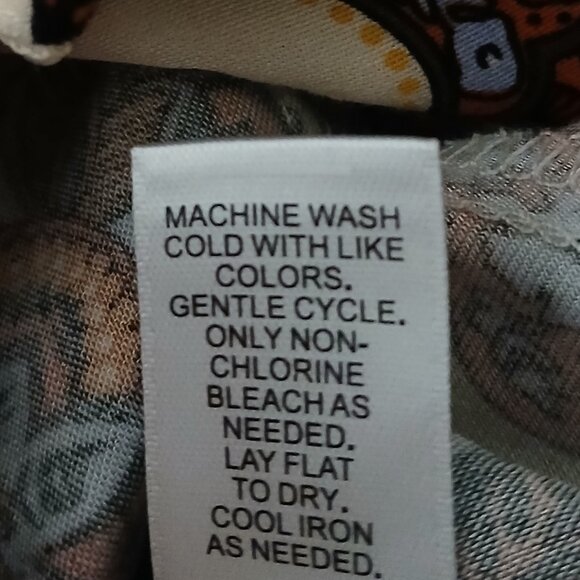 MACHINE WASH
COLD WITH LIKE
COLORS.
GENTLE CYCLE.
ONLY NON-
CHLORINE
BLEACH AS
NEEDED.
LAY FLAT
TO DRY.
COOL IRON
AS NEEDED.